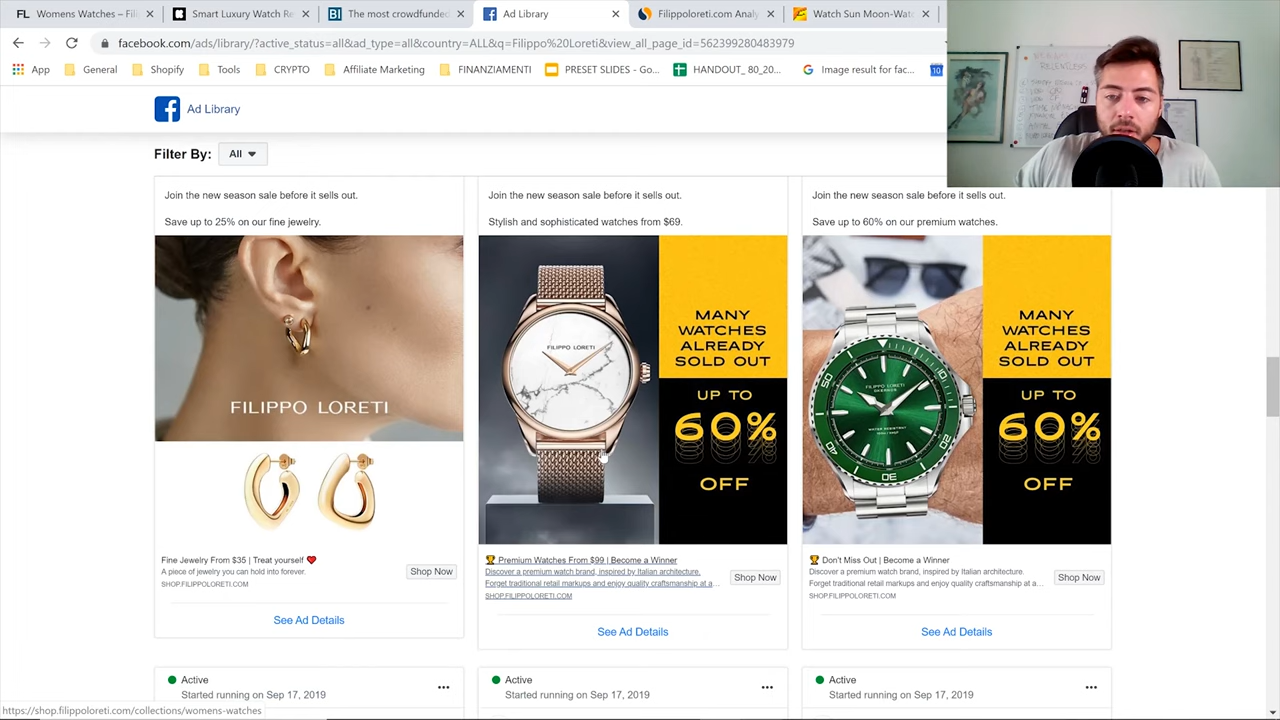 FL Womens Watches – Fili
Smart Luxury Watch Re
BI The most crowdfunded
Ad Library
Filippoloreti.com Analy
Watch Sun Moon-Wat
facebook.com/ads/library/?active_status=all&ad_type=all&country=ALL&q=Filippo%20Loreti&view_all_page_id=562399280483979
App General Shopify Tools CRYPTO Affiliate Marketing FINANZIAMENTI PRESET SLIDES - Go... HANDOUT_ 80_20... Image result for fac...
RELENTLESS
Ad Library
Filter By: All
Join the new season sale before it sells out.
Save up to 25% on our fine jewelry.
FILIPPO LORETI
Fine Jewelry From $35 | Treat yourself
A piece of jewelry you can hold into forever.
SHOP.FILIPPOLORETI.COM
Shop Now
See Ad Details
Join the new season sale before it sells out.
Stylish and sophisticated watches from $69.
FILIPPO LORETI
MANY
WATCHES
ALREADY
SOLD OUT
UP TO
60%
OFF
Premium Watches From $99 | Become a Winner
Discover a premium watch brand, inspired by Italian architecture.
Forget traditional retail markups and enjoy quality craftsmanship at a…
SHOP.FILIPPOLORETI.COM
Shop Now
See Ad Details
Join the new season sale before it sells out.
Save up to 60% on our premium watches.
FILIPPO LORETI
MANY
WATCHES
ALREADY
SOLD OUT
UP TO
60%
OFF
Don't Miss Out | Become a Winner
Discover a premium watch brand, inspired by Italian architecture.
Forget traditional retail markups and enjoy quality craftsmanship at a…
SHOP.FILIPPOLORETI.COM
Shop Now
See Ad Details
Active
Started running on Sep 17, 2019
Active
Started running on Sep 17, 2019
Active
Started running on Sep 17, 2019
https://shop.filippoloreti.com/collections/womens-watches